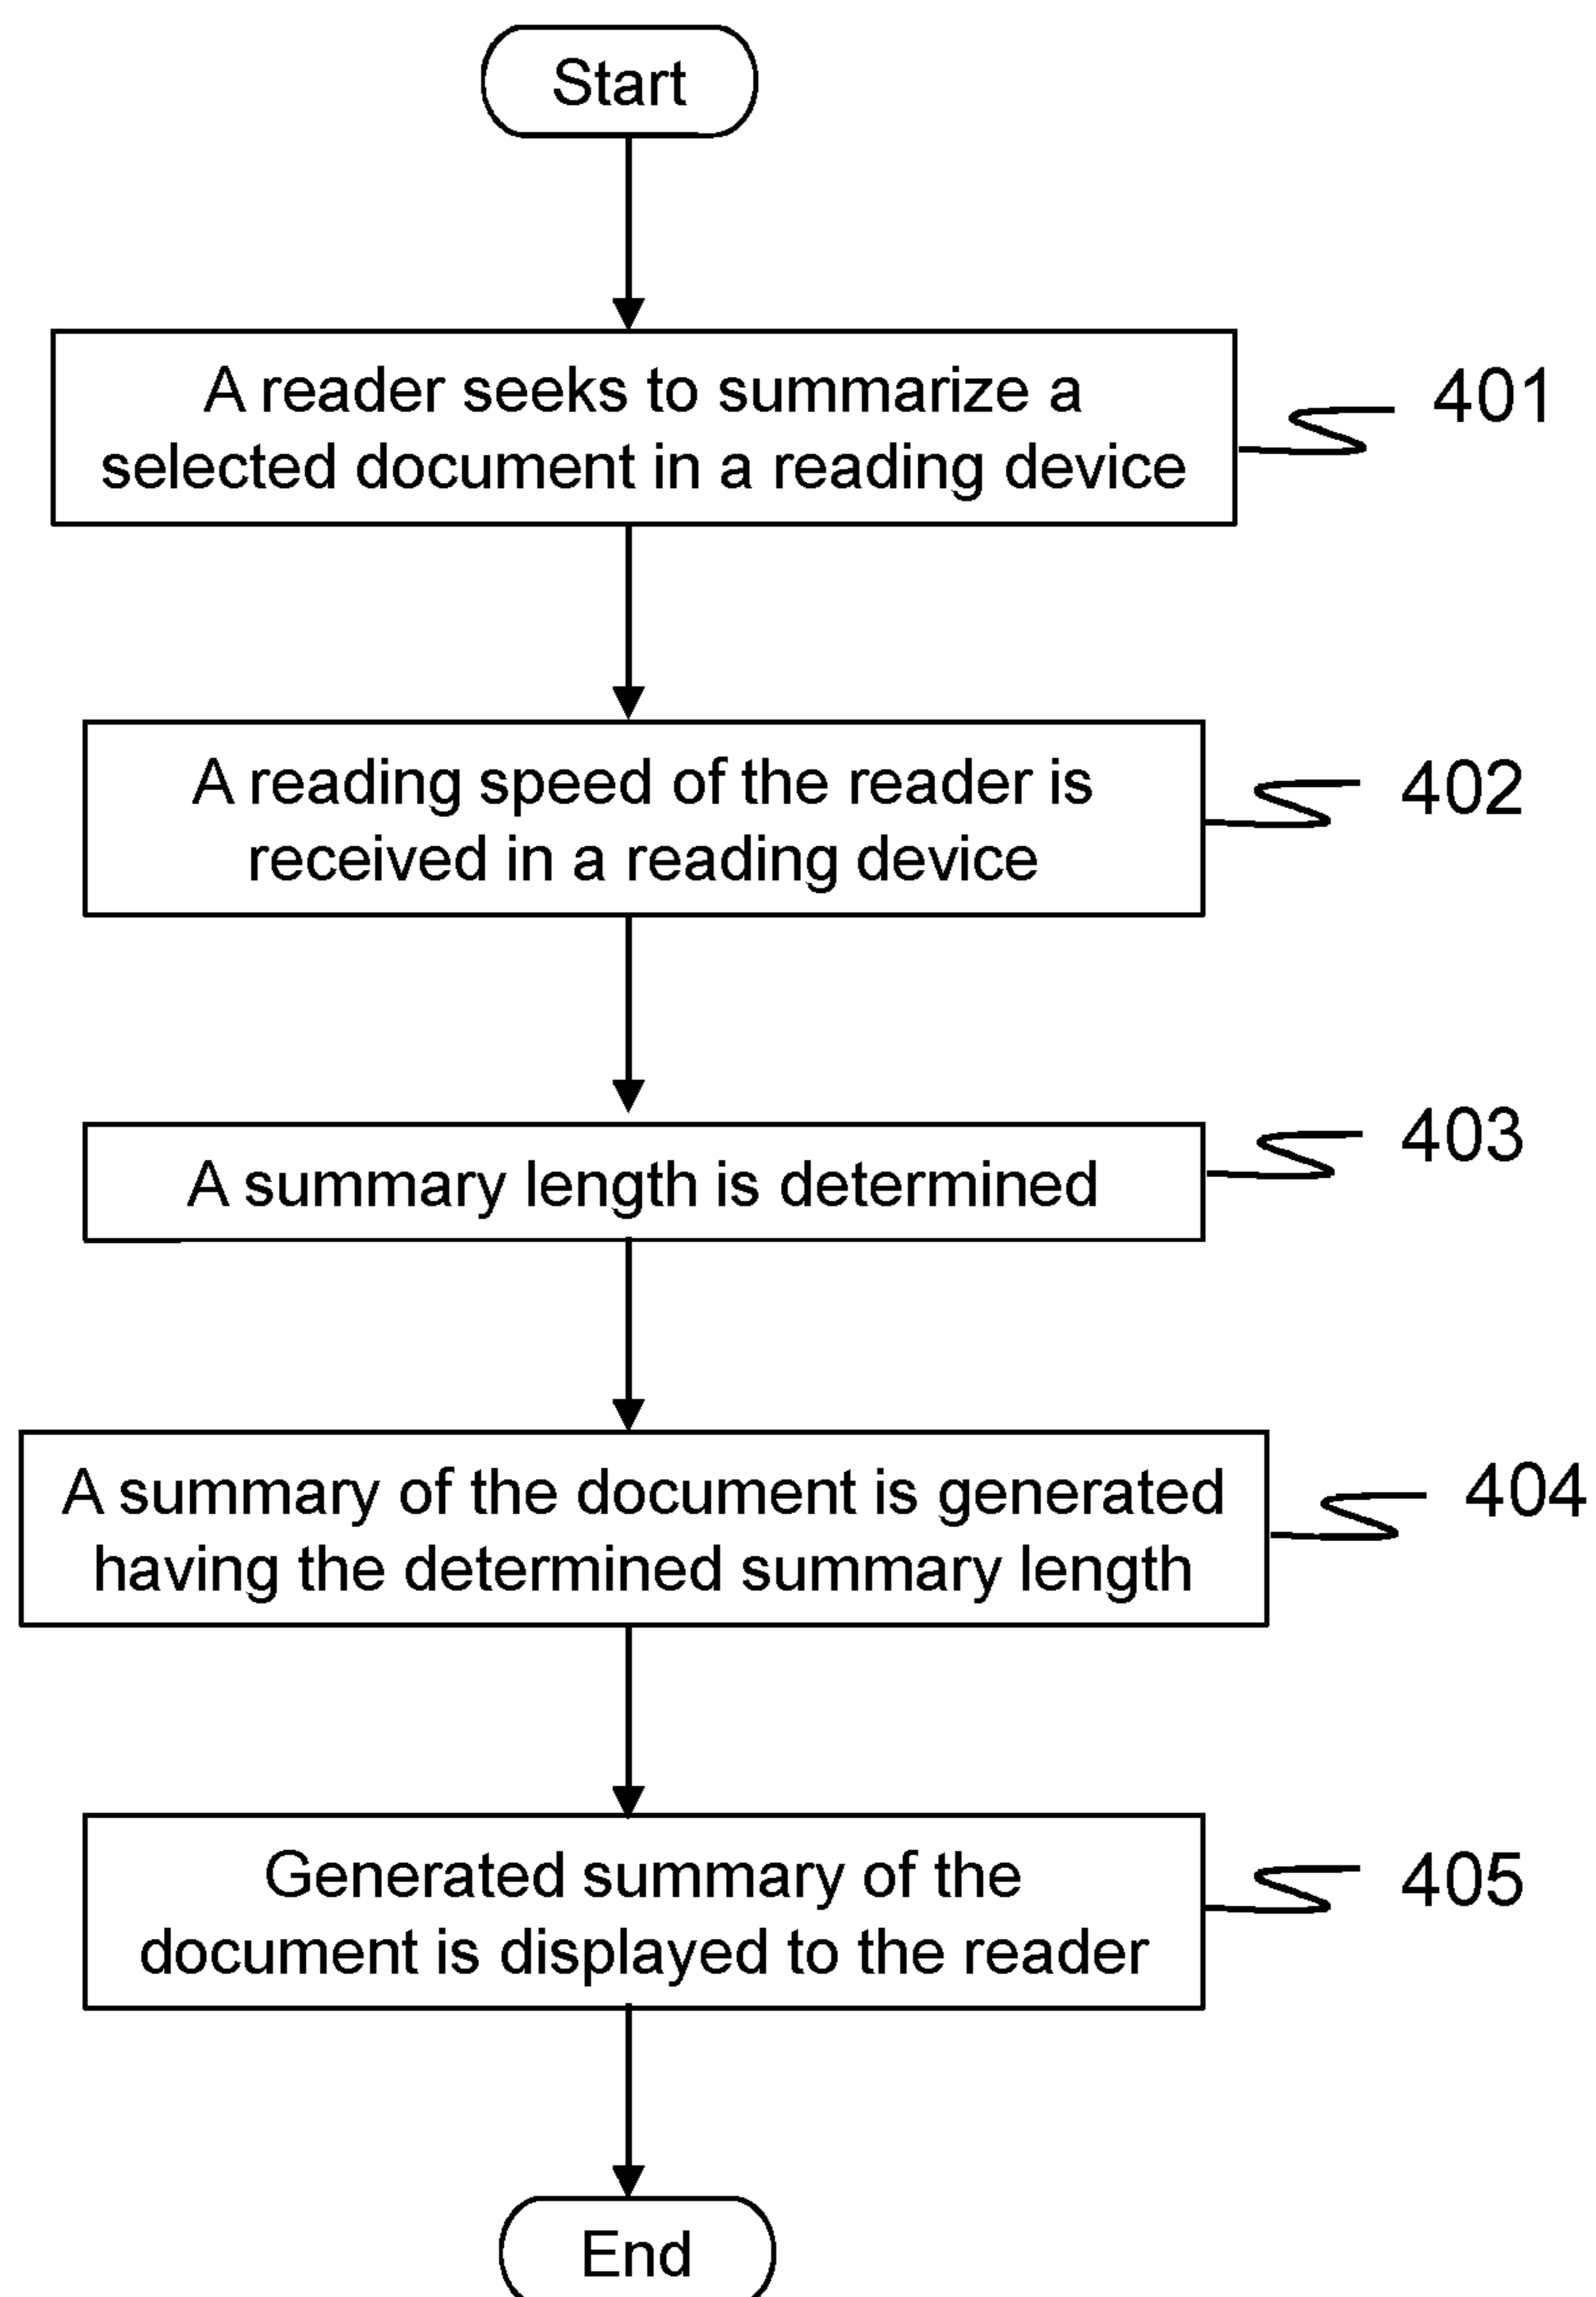 Start
A reader seeks to summarize a
selected document in a reading device
401
A reading speed of the reader is
received in a reading device
402
A summary length is determined
403
A summary of the document is generated
having the determined summary length
404
Generated summary of the
document is displayed to the reader
405
End